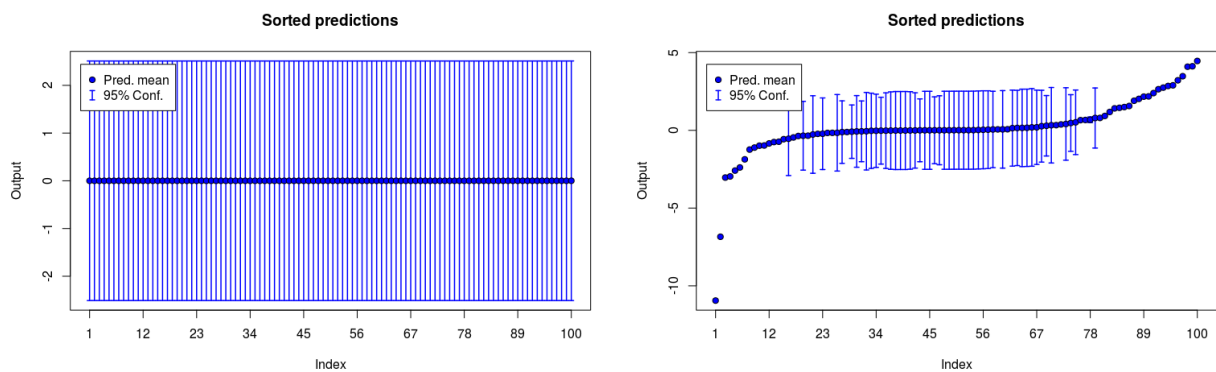 Sorted predictions
Pred. mean
95% Conf.
Output
2
1
0
-1
-2
1 12 23 34 45 56 67 78 89 100
Index
Sorted predictions
Pred. mean
95% Conf.
Output
5
0
-5
-10
1 12 23 34 45 56 67 78 89 100
Index